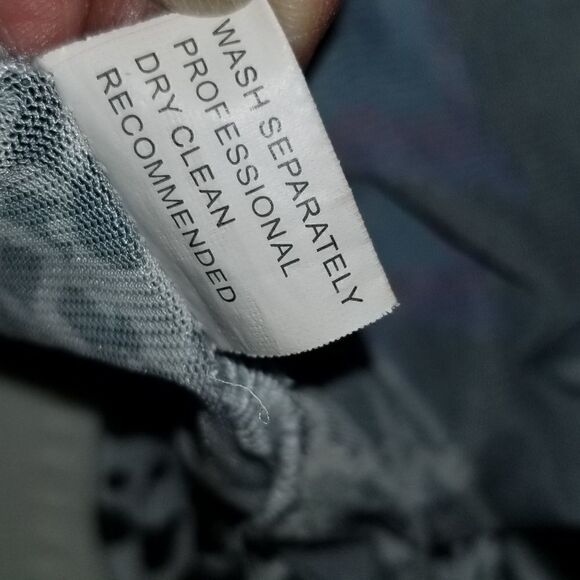 WASH SEPARATELY
PROFESSIONAL
DRY CLEAN
RECOMMENDED